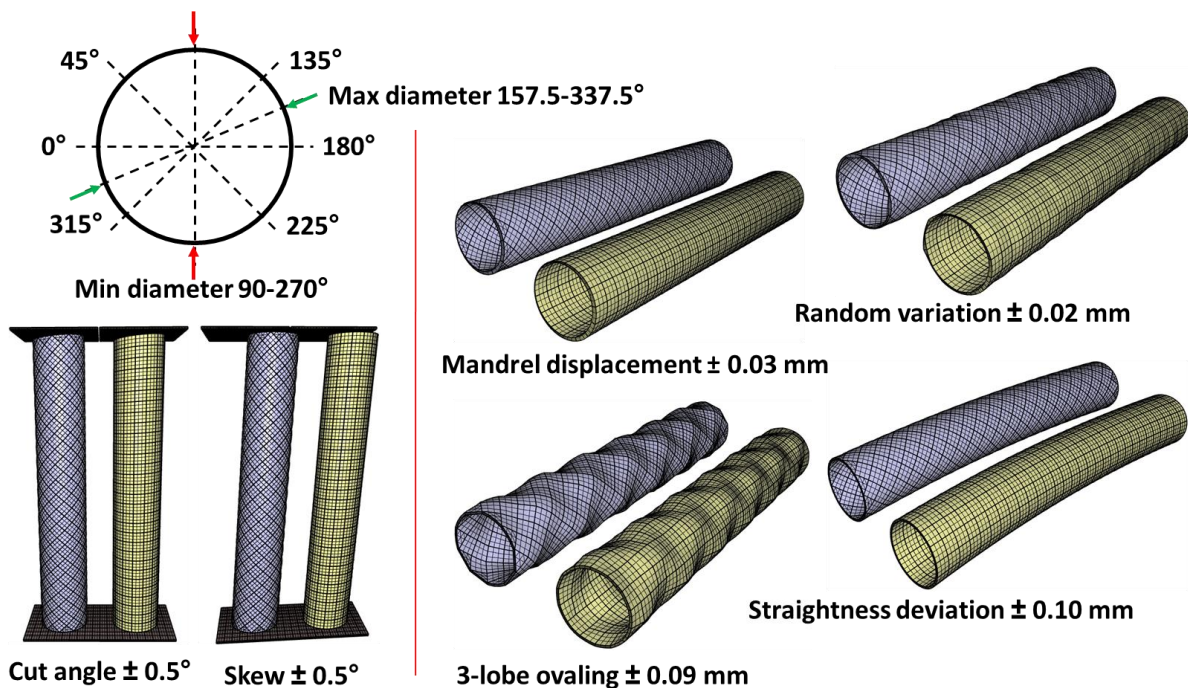 45°
135°
Max diameter 157.5-337.5°
0°
180°
315°
225°
Min diameter 90-270°
Cut angle ± 0.5°
Skew ± 0.5°
Mandrel displacement ± 0.03 mm
Random variation ± 0.02 mm
3-lobe ovaling ± 0.09 mm
Straightness deviation ± 0.10 mm